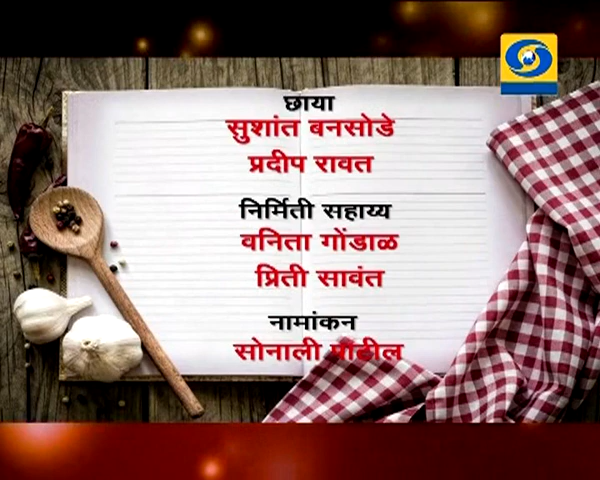 छाया
सुशांत बनसोडे
प्रदीप रावत
निर्मिती सहाय्य
वनिता गोंडाळ
प्रिती सावंत
नामांकन
सोनाली पाटील